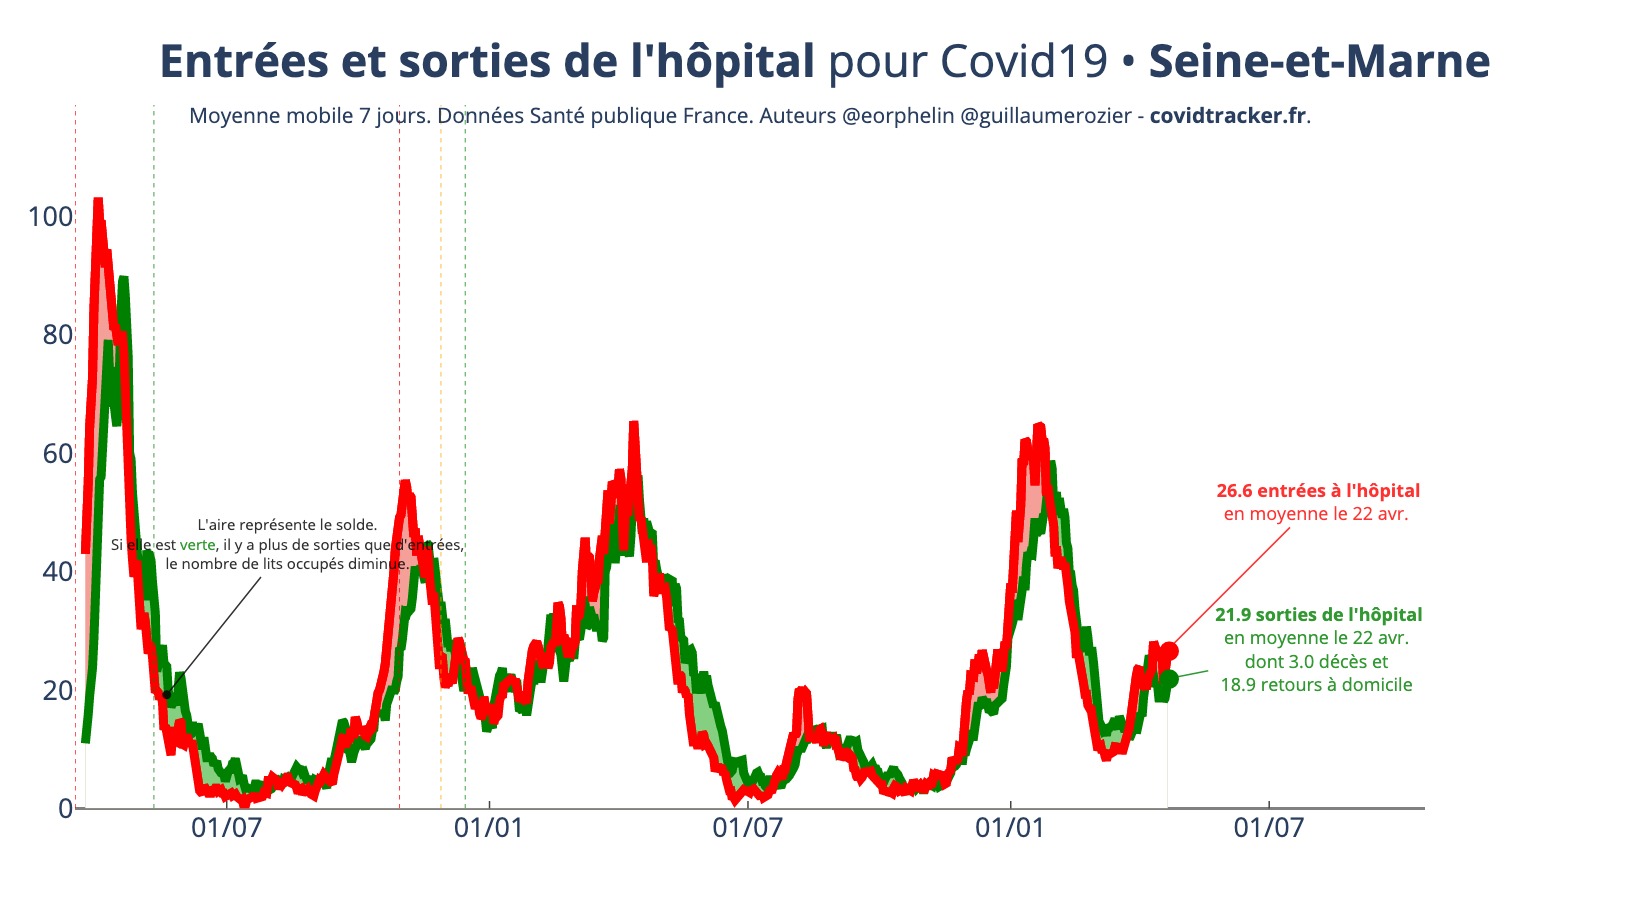 Entrées et sorties de l'hôpital pour Covid19 • Seine-et-Marne
Moyenne mobile 7 jours. Données Santé publique France. Auteurs @eorphelin @guillaumerozier - covidtracker.fr.
100
80
60
40
20
0
L'aire représente le solde.
Si elle est verte, il y a plus de sorties que d'entrées,
le nombre de lits occupés diminue.
26.6 entrées à l'hôpital
en moyenne le 22 avr.
21.9 sorties de l'hôpital
en moyenne le 22 avr.
dont 3.0 décès et
18.9 retours à domicile
01/07
01/01
01/07
01/01
01/07